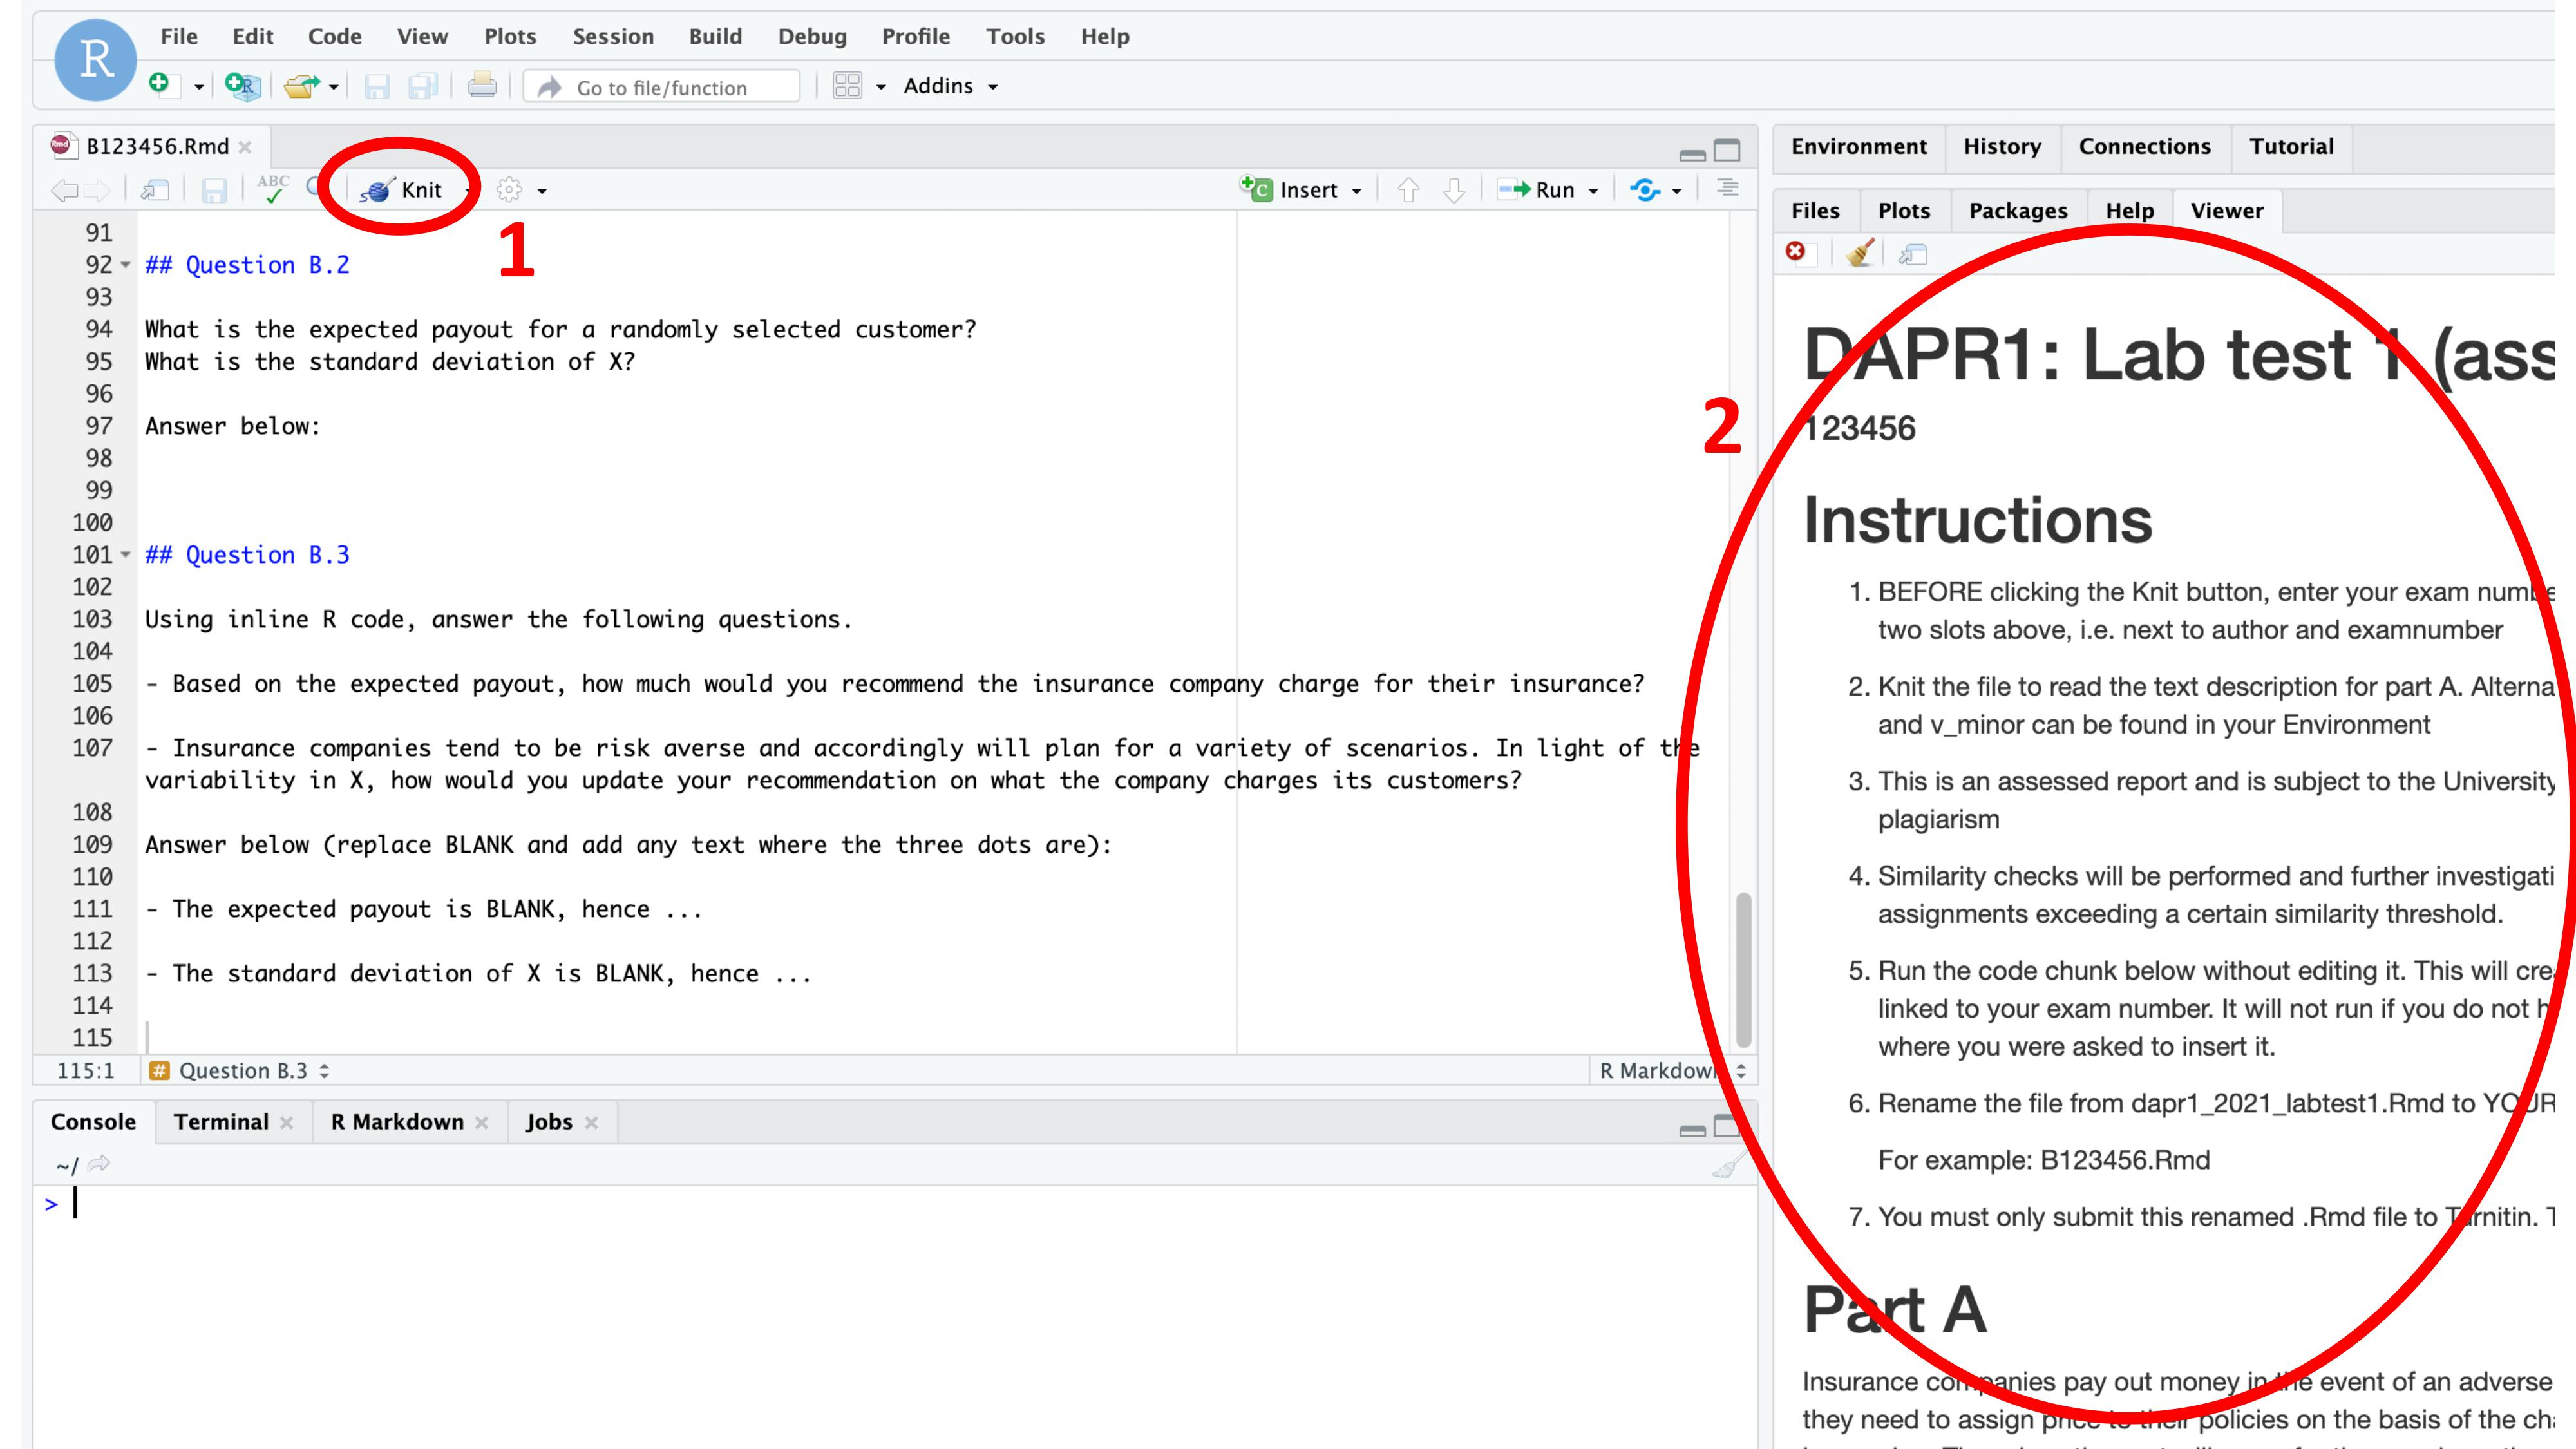 R
File Edit Code View Plots Session Build Debug Profile Tools Help
R Go to file/function Addins
Rmd B123456.Rmd
ABC Knit C Insert Run
1
91
92 ## Question B.2
93
94 What is the expected payout for a randomly selected customer?
95 What is the standard deviation of X?
96
97 Answer below:
98
99
100
101 ## Question B.3
102
103 Using inline R code, answer the following questions.
104
105 - Based on the expected payout, how much would you recommend the insurance company charge for their insurance?
106
107 - Insurance companies tend to be risk averse and accordingly will plan for a variety of scenarios. In light of the
variability in X, how would you update your recommendation on what the company charges its customers?
108
109 Answer below (replace BLANK and add any text where the three dots are):
110
111 - The expected payout is BLANK, hence ...
112
113 - The standard deviation of X is BLANK, hence ...
114
115
115:1 # Question B.3 R Markdown
Console Terminal R Markdown Jobs
~/
>
Environment History Connections Tutorial
Files Plots Packages Help Viewer
2
DAPR1: Lab test 1 (ass
123456
Instructions
1. BEFORE clicking the Knit button, enter your exam numbe
two slots above, i.e. next to author and examnumber
2. Knit the file to read the text description for part A. Alterna
and v_minor can be found in your Environment
3. This is an assessed report and is subject to the University
plagiarism
4. Similarity checks will be performed and further investigati
assignments exceeding a certain similarity threshold.
5. Run the code chunk below without editing it. This will cre
linked to your exam number. It will not run if you do not h
where you were asked to insert it.
6. Rename the file from dapr1_2021_labtest1.Rmd to YOUR
For example: B123456.Rmd
7. You must only submit this renamed .Rmd file to Turnitin. T
Part A
Insurance companies pay out money in the event of an adverse
they need to assign price to their policies on the basis of the cha